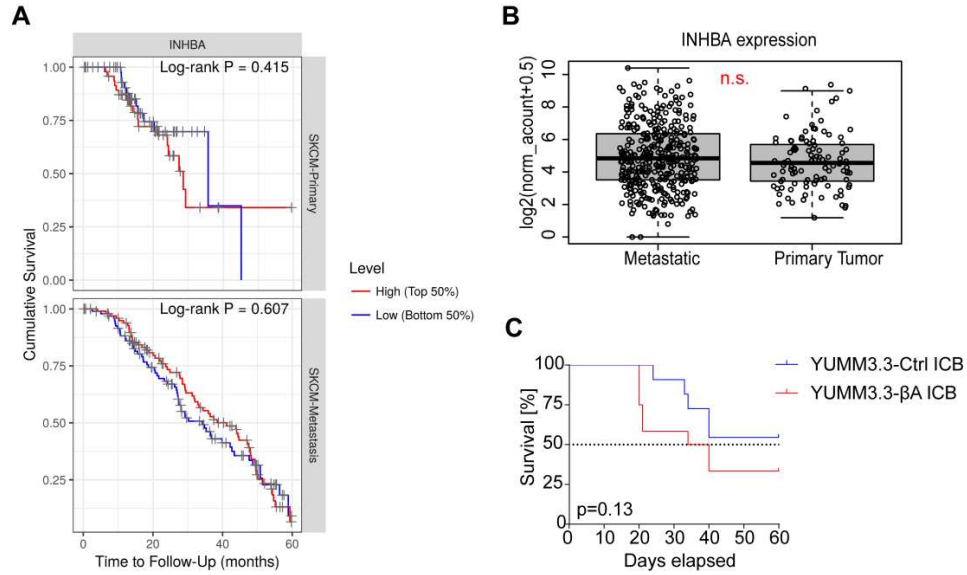 A
INHBA
Log-rank P = 0.415
1.00
0.75
0.50
0.25
0.00
SKCM-Primary
Log-rank P = 0.607
1.00
0.75
0.50
0.25
SKCM-Metastasis
Cumulative Survival
0 20 40 60
Time to Follow-Up (months)
Level
High (Top 50%)
Low (Bottom 50%)
B
INHBA expression
n.s.
log2(norm_acount+0.5)
10
8
6
4
2
0
Metastatic Primary Tumor
C
YUMM3.3-Ctrl ICB
YUMM3.3-βA ICB
Survival [%]
100
75
50
25
0
p=0.13
0 10 20 30 40 50 60
Days elapsed